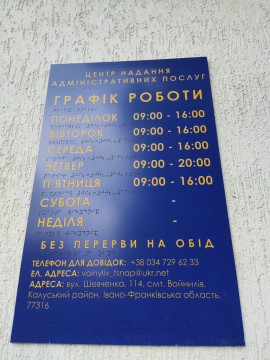 ЦЕНТР НАДАННЯ
АДМІНІСТРАТИВНИХ ПОСЛУГ
ГРАФІК РОБОТИ
ПОНЕДІЛОК 09:00 - 16:00
ВІВТОРОК 09:00 - 16:00
СЕРЕДА 09:00 - 16:00
ЧЕТВЕР 09:00 - 20:00
П'ЯТНИЦЯ 09:00 - 16:00
СУБОТА -
НЕДІЛЯ -
БЕЗ ПЕРЕРВИ НА ОБІД
ТЕЛЕФОН ДЛЯ ДОВІДОК: +38 034 729 62 33
ЕЛ. АДРЕСА: voinyliv_tsnap@ukr.net
АДРЕСА: вул. Шевченка, 114, смт. Войнилів,
Калуський район, Івано-Франківська область,
77316